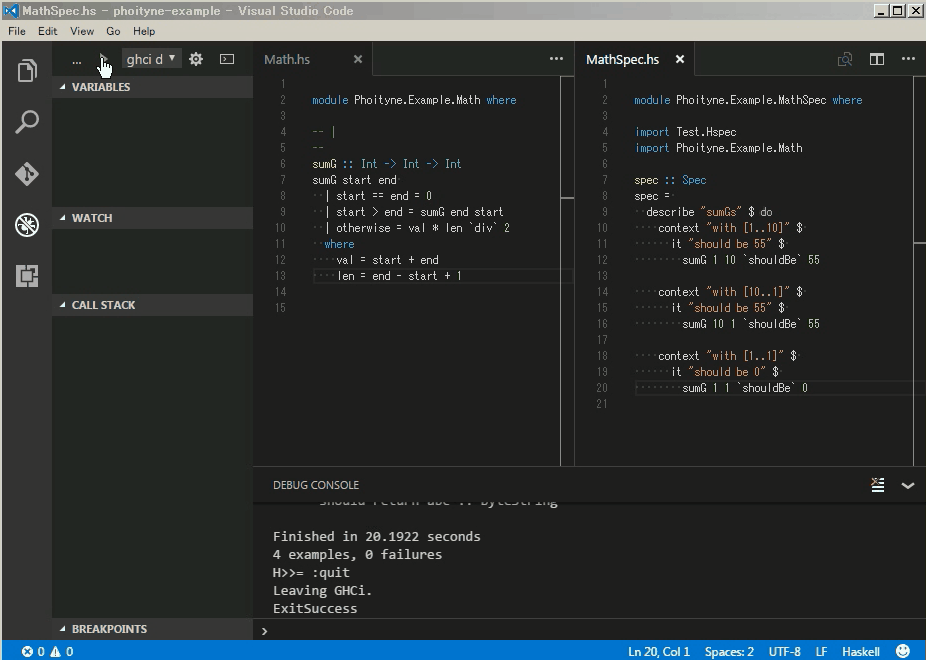 MathSpec.hs - phoityne-example - Visual Studio Code
File Edit View Go Help
... ghci d
VARIABLES
WATCH
CALL STACK
BREAKPOINTS
Math.hs × ...
1
2 module Phoityne.Example.Math where
3
4 -- |
5 --
6 sumG :: Int -> Int -> Int
7 sumG start end
8 | start == end = 0
9 | start > end = sumG end start
10 | otherwise = val * len `div` 2
11 where
12 val = start + end
13 len = end - start + 1
14
15
MathSpec.hs × ...
1
2 module Phoityne.Example.MathSpec where
3
4 import Test.Hspec
5 import Phoityne.Example.Math
6
7 spec :: Spec
8 spec =
9 describe "sumGs" $ do
10 context "with [1..10]" $
11 it "should be 55" $
12 sumG 1 10 `shouldBe` 55
13
14 context "with [10..1]" $
15 it "should be 55" $
16 sumG 10 1 `shouldBe` 55
17
18 context "with [1..1]" $
19 it "should be 0" $
20 sumG 1 1 `shouldBe` 0
21
DEBUG CONSOLE
Finished in 20.1922 seconds
4 examples, 0 failures
H>>= :quit
Leaving GHCi.
ExitSuccess
>
0 0 Ln 20, Col 1 Spaces: 2 UTF-8 LF Haskell